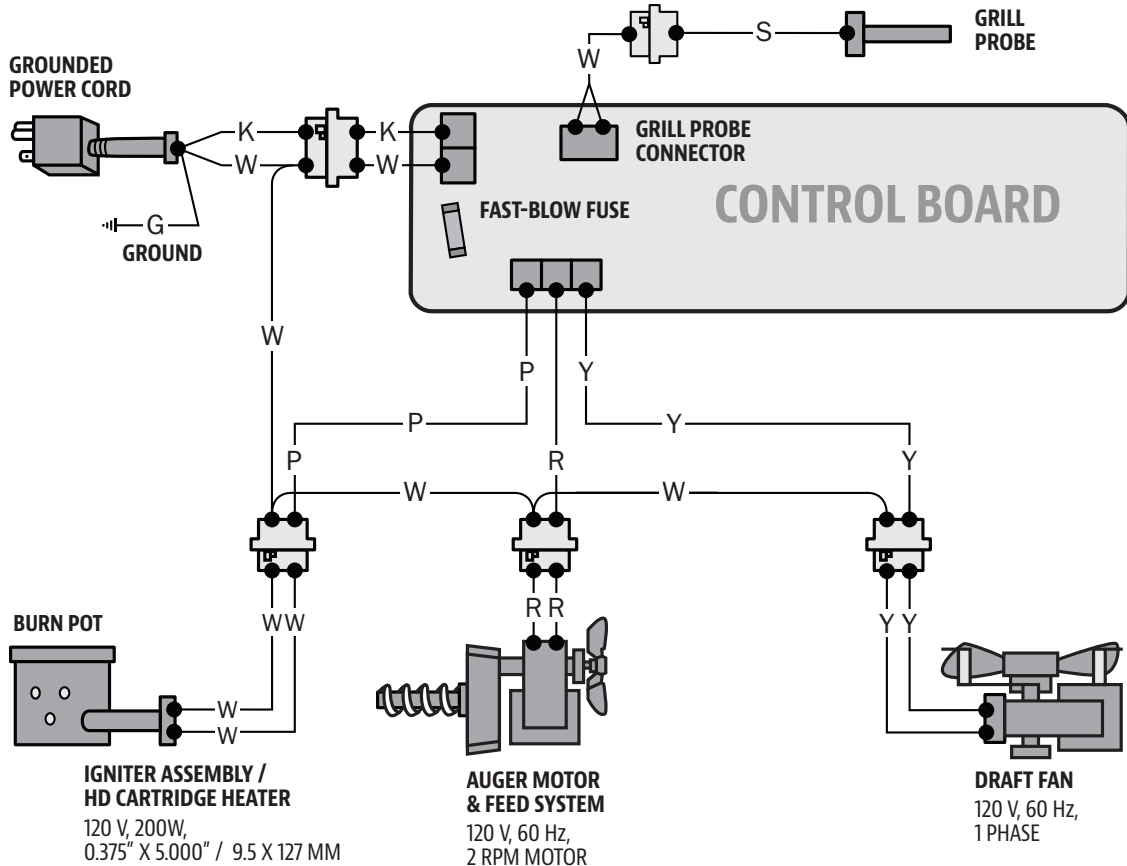 GRILL
PROBE
S
W
GROUNDED
POWER CORD
K
K
W
W
GRILL PROBE
CONNECTOR
CONTROL BOARD
FAST-BLOW FUSE
G
GROUND
W
P
Y
P
Y
P
R
Y
W
W
W W
R R
Y Y
BURN POT
W
W
IGNITER ASSEMBLY /
HD CARTRIDGE HEATER
120 V, 200W,
0.375" X 5.000" / 9.5 X 127 MM
AUGER MOTOR
& FEED SYSTEM
120 V, 60 Hz,
2 RPM MOTOR
DRAFT FAN
120 V, 60 Hz,
1 PHASE